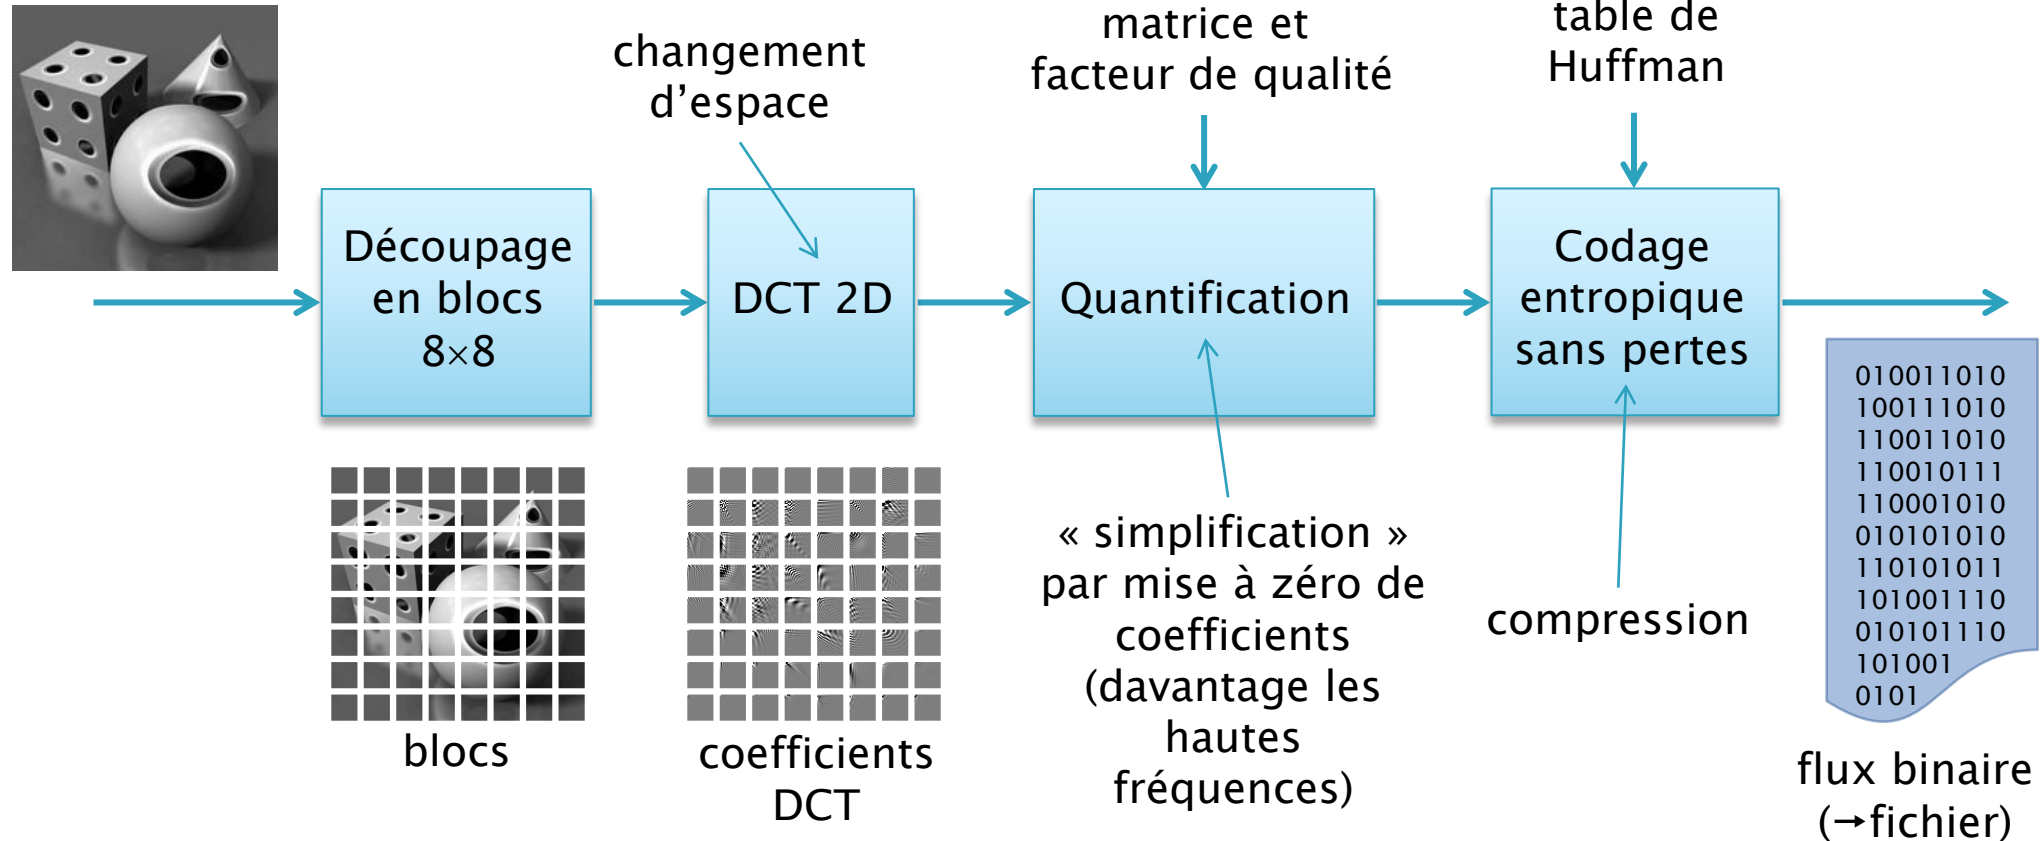 changement
d’espace
matrice et
facteur de qualité
table de
Huffman
Découpage
en blocs
8×8
DCT 2D
Quantification
Codage
entropique
sans pertes
blocs
coefficients
DCT
« simplification »
par mise à zéro de
coefficients
(davantage les
hautes
fréquences)
compression
010011010
100111010
110011010
110010111
110001010
010101010
110101011
101001110
010101110
101001
0101
flux binaire
(→fichier)